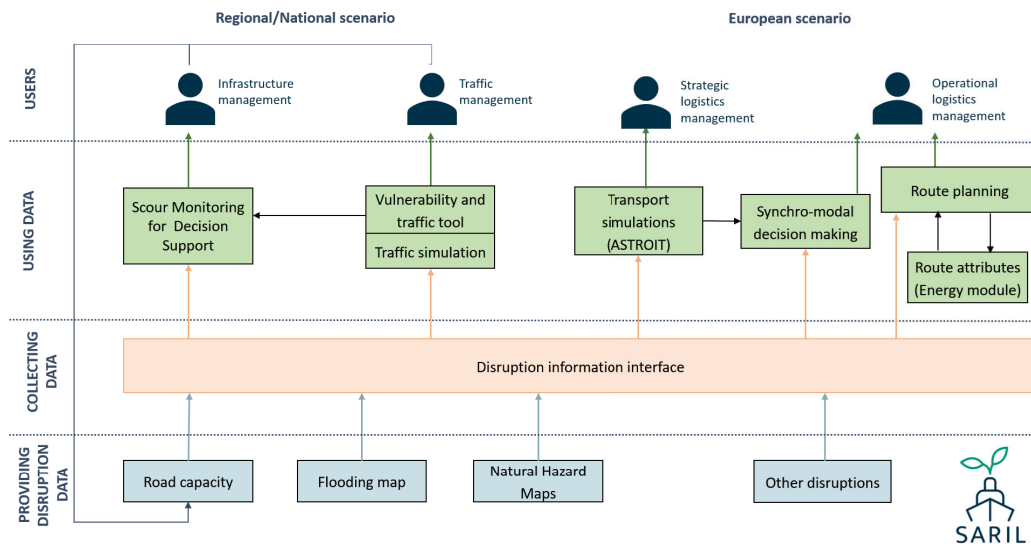 Regional/National scenario
European scenario
USERS
Infrastructure
management
Traffic
management
Strategic
logistics
management
Operational
logistics
management
USING DATA
Scour Monitoring
for Decision
Support
Vulnerability and
traffic tool
Traffic simulation
Transport
simulations
(ASTROIT)
Synchro-modal
decision making
Route planning
Route attributes
(Energy module)
COLLECTING
DATA
Disruption information interface
PROVIDING
DISRUPTION
DATA
Road capacity
Flooding map
Natural Hazard
Maps
Other disruptions
SARIL